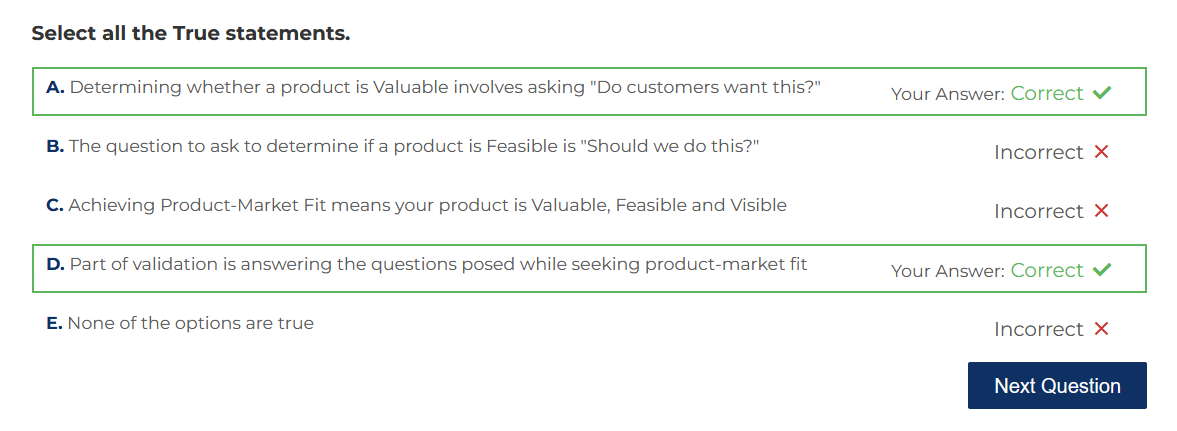 Select all the True statements.
A. Determining whether a product is Valuable involves asking "Do customers want this?" Your Answer: Correct
B. The question to ask to determine if a product is Feasible is "Should we do this?" Incorrect
C. Achieving Product-Market Fit means your product is Valuable, Feasible and Visible Incorrect
D. Part of validation is answering the questions posed while seeking product-market fit Your Answer: Correct
E. None of the options are true Incorrect
Next Question